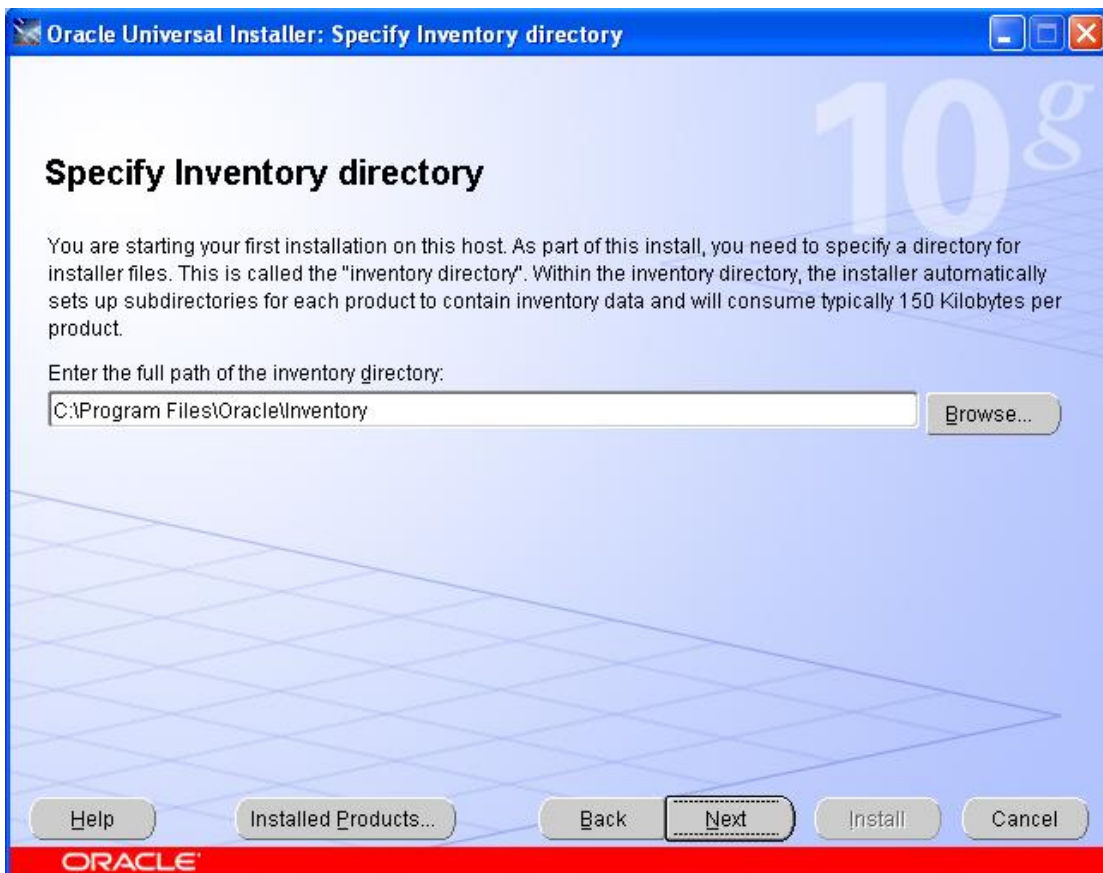 Oracle Universal Installer: Specify Inventory directory
10g
Specify Inventory directory
You are starting your first installation on this host. As part of this install, you need to specify a directory for
installer files. This is called the "inventory directory". Within the inventory directory, the installer automatically
sets up subdirectories for each product to contain inventory data and will consume typically 150 Kilobytes per
product.
Enter the full path of the inventory directory:
C:\Program Files\Oracle\Inventory
Browse...
Help
Installed Products...
Back
Next
Install
Cancel
ORACLE